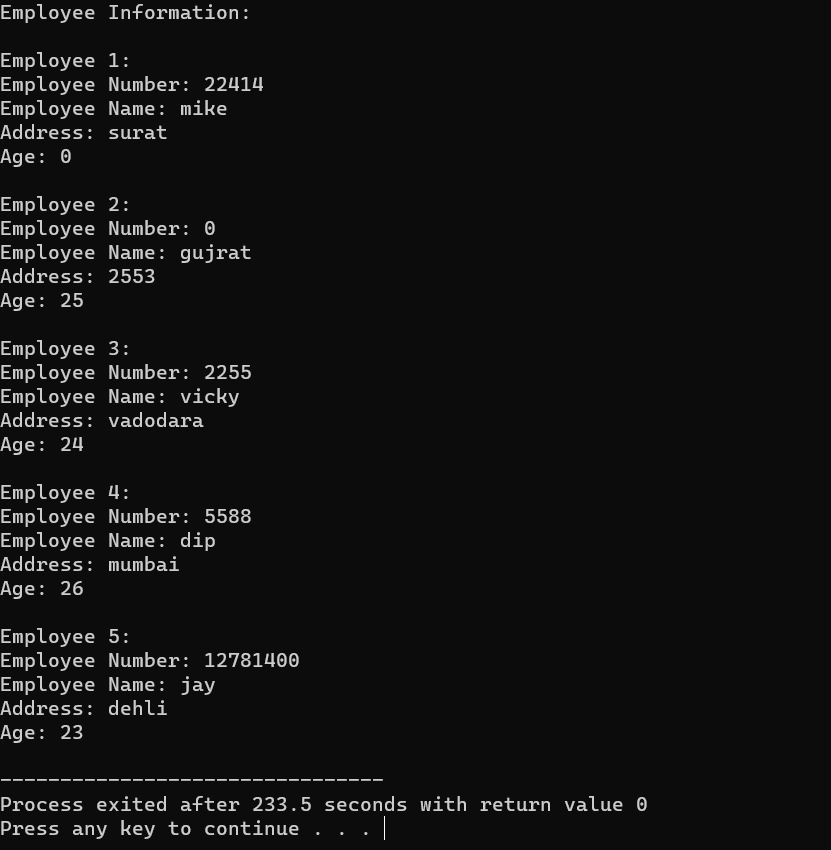 Employee Information:
Employee 1:
Employee Number: 22414
Employee Name: mike
Address: surat
Age: 0
Employee 2:
Employee Number: 0
Employee Name: gujrat
Address: 2553
Age: 25
Employee 3:
Employee Number: 2255
Employee Name: vicky
Address: vadodara
Age: 24
Employee 4:
Employee Number: 5588
Employee Name: dip
Address: mumbai
Age: 26
Employee 5:
Employee Number: 12781400
Employee Name: jay
Address: dehli
Age: 23
--------------------------------
Process exited after 233.5 seconds with return value 0
Press any key to continue . . .